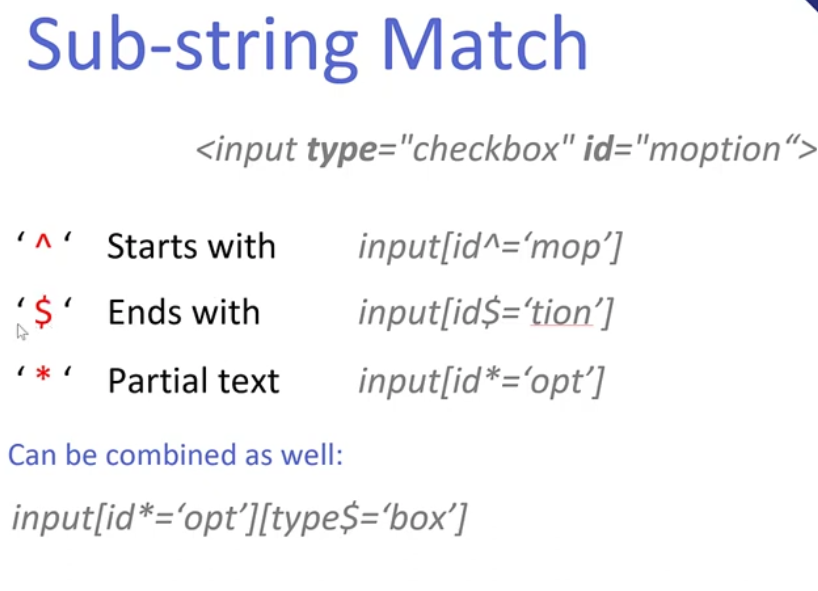 Sub-string Match
<input type="checkbox" id="moption“>
‘ ^ ‘ Starts with input[id^=‘mop’]
‘ $ ‘ Ends with input[id$=‘tion’]
‘ * ‘ Partial text input[id*=‘opt’]
Can be combined as well:
input[id*=‘opt’][type$=‘box’]